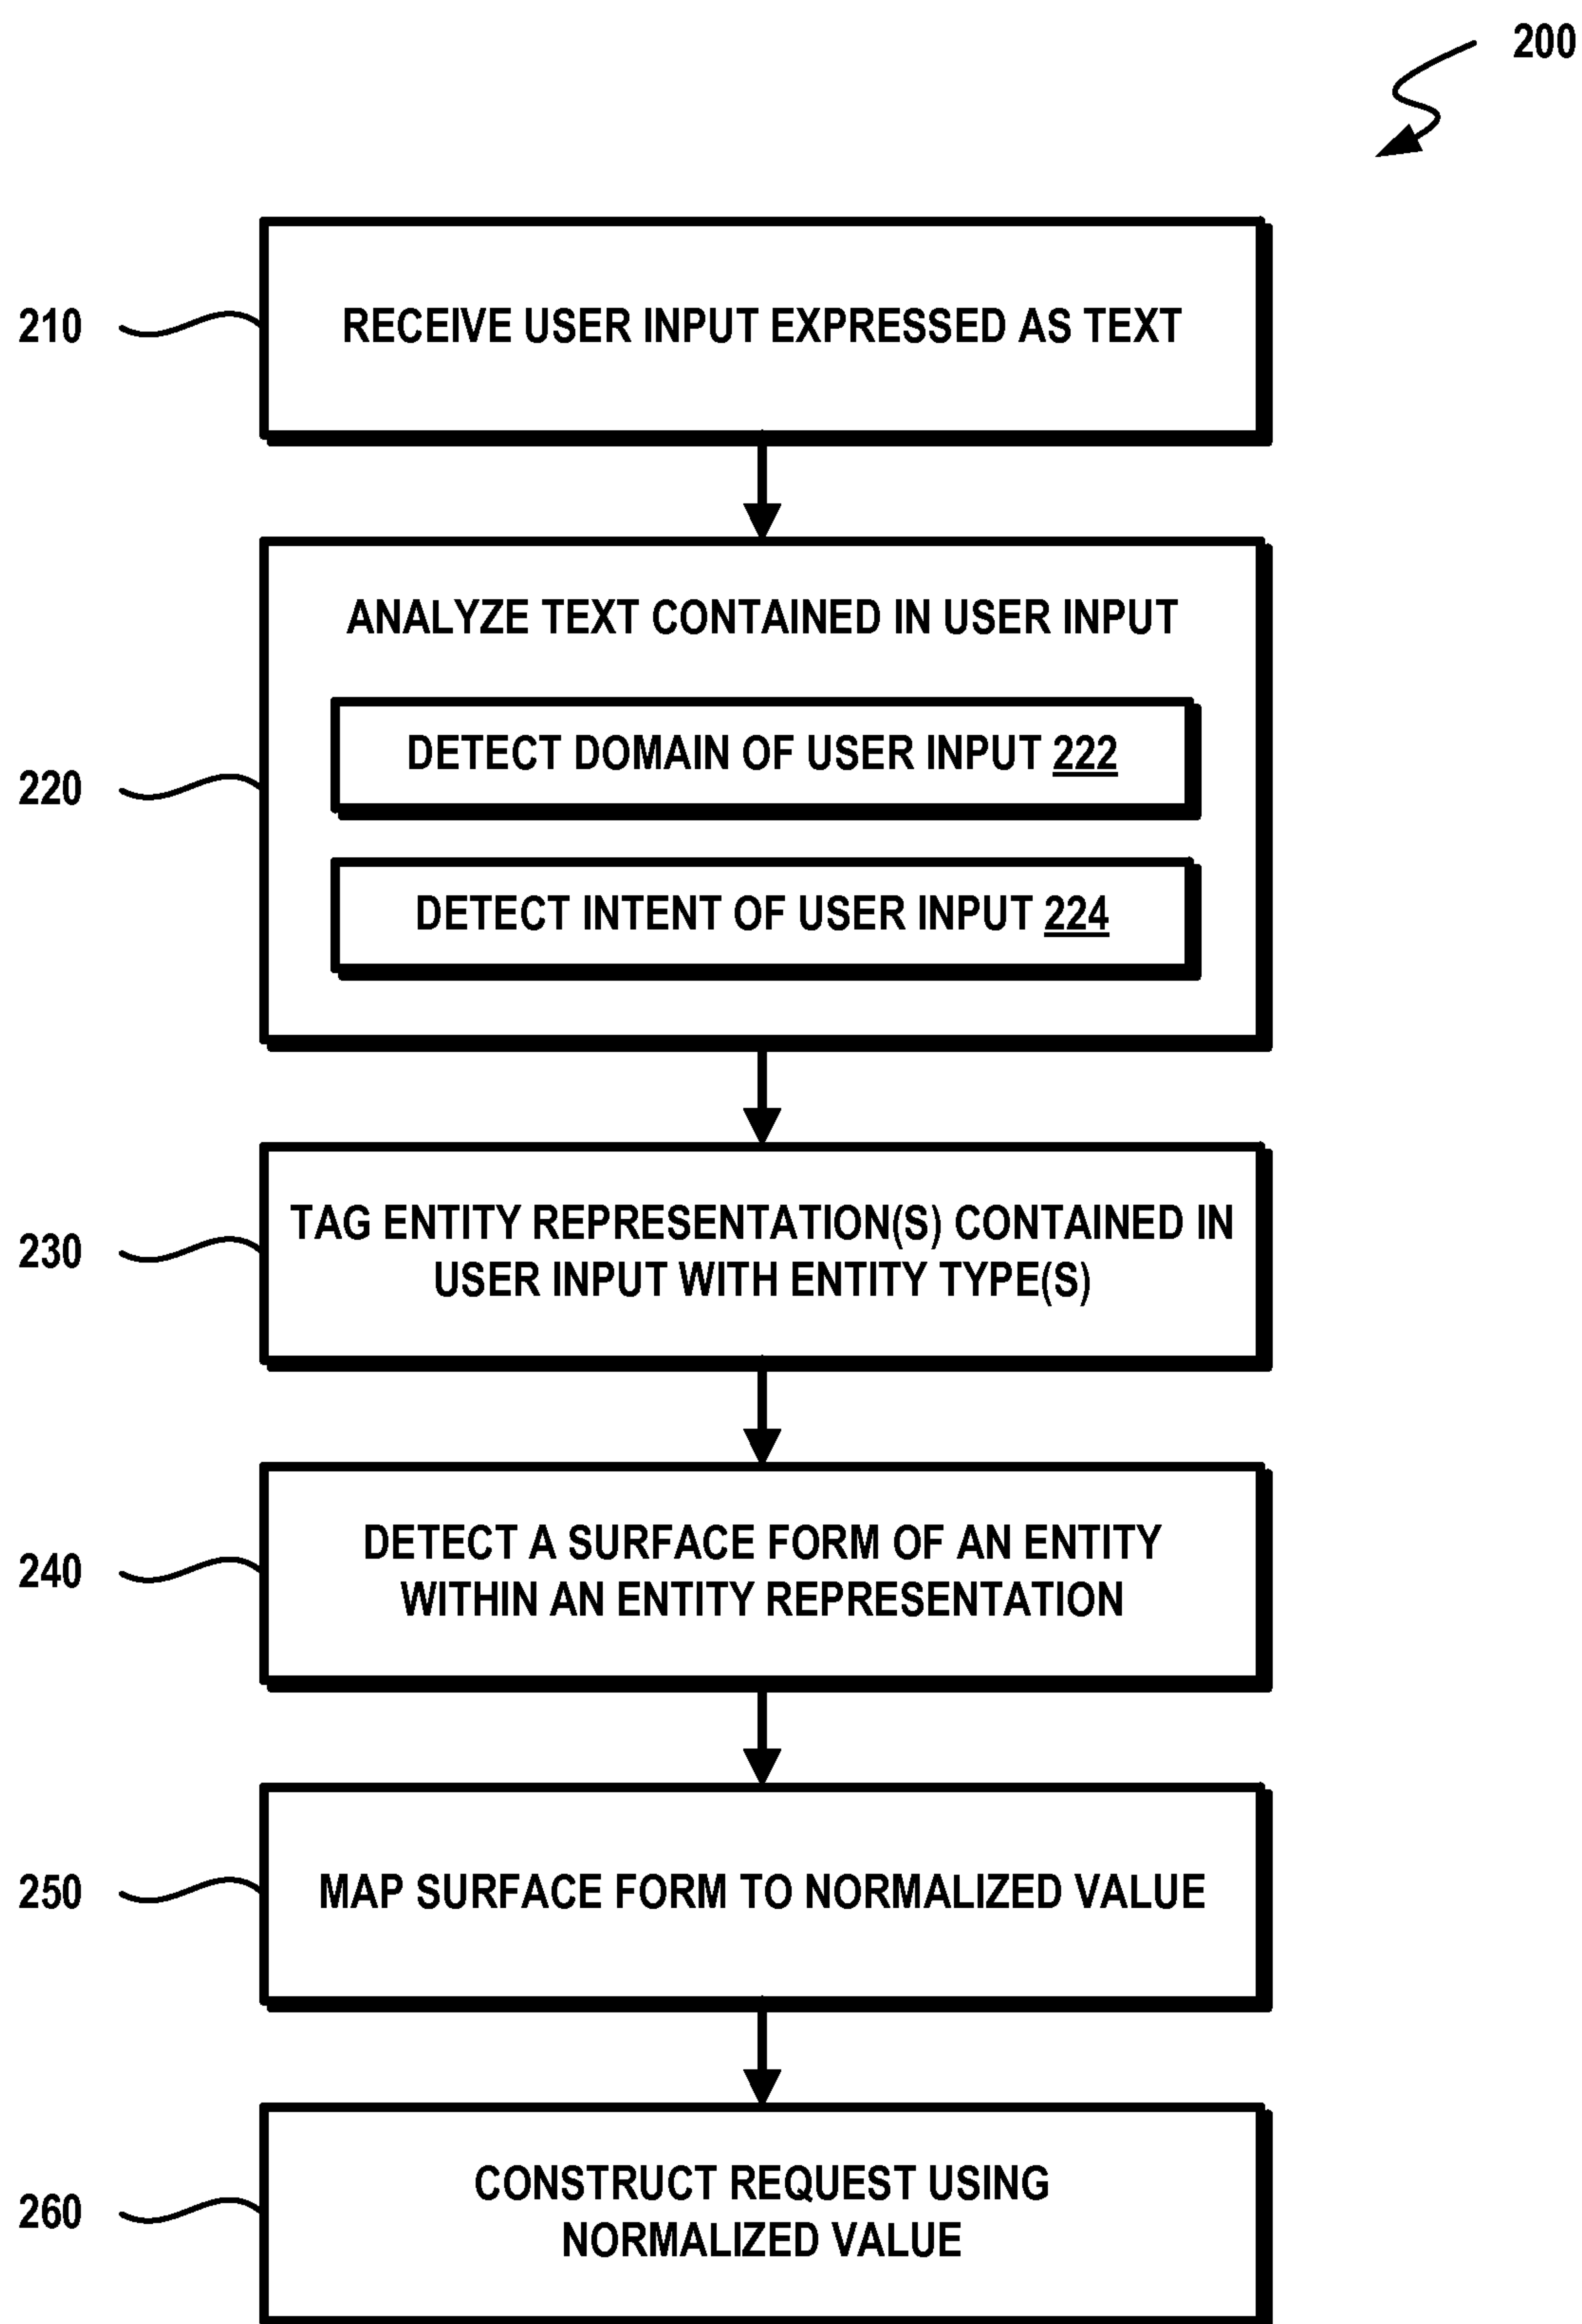 200
210
RECEIVE USER INPUT EXPRESSED AS TEXT
ANALYZE TEXT CONTAINED IN USER INPUT
DETECT DOMAIN OF USER INPUT 222
220
DETECT INTENT OF USER INPUT 224
230
TAG ENTITY REPRESENTATION(S) CONTAINED IN
USER INPUT WITH ENTITY TYPE(S)
240
DETECT A SURFACE FORM OF AN ENTITY
WITHIN AN ENTITY REPRESENTATION
250
MAP SURFACE FORM TO NORMALIZED VALUE
260
CONSTRUCT REQUEST USING
NORMALIZED VALUE